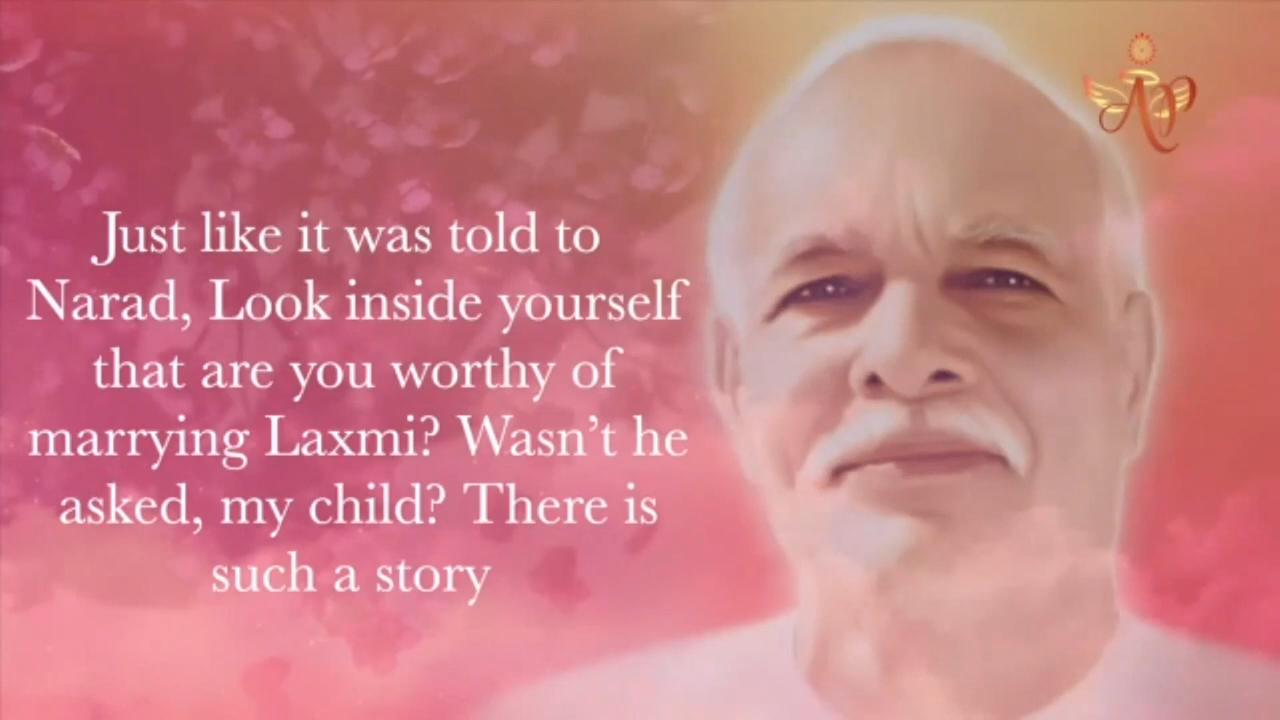 Just like it was told to
Narad, Look inside yourself
that are you worthy of
marrying Laxmi? Wasn’t he
asked, my child? There is
such a story
AP